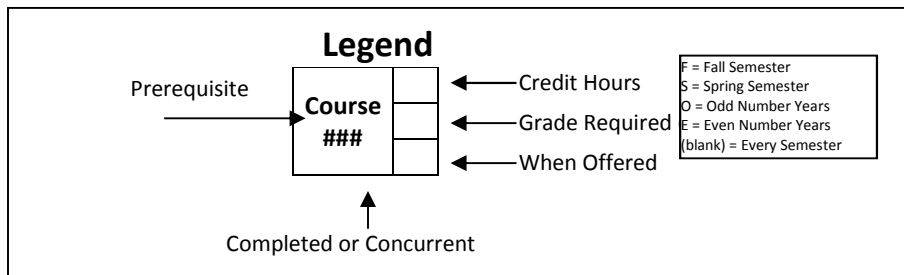 Legend
Prerequisite
Course
###
Credit Hours
Grade Required
When Offered
Completed or Concurrent
F = Fall Semester
S = Spring Semester
O = Odd Number Years
E = Even Number Years
(blank) = Every Semester